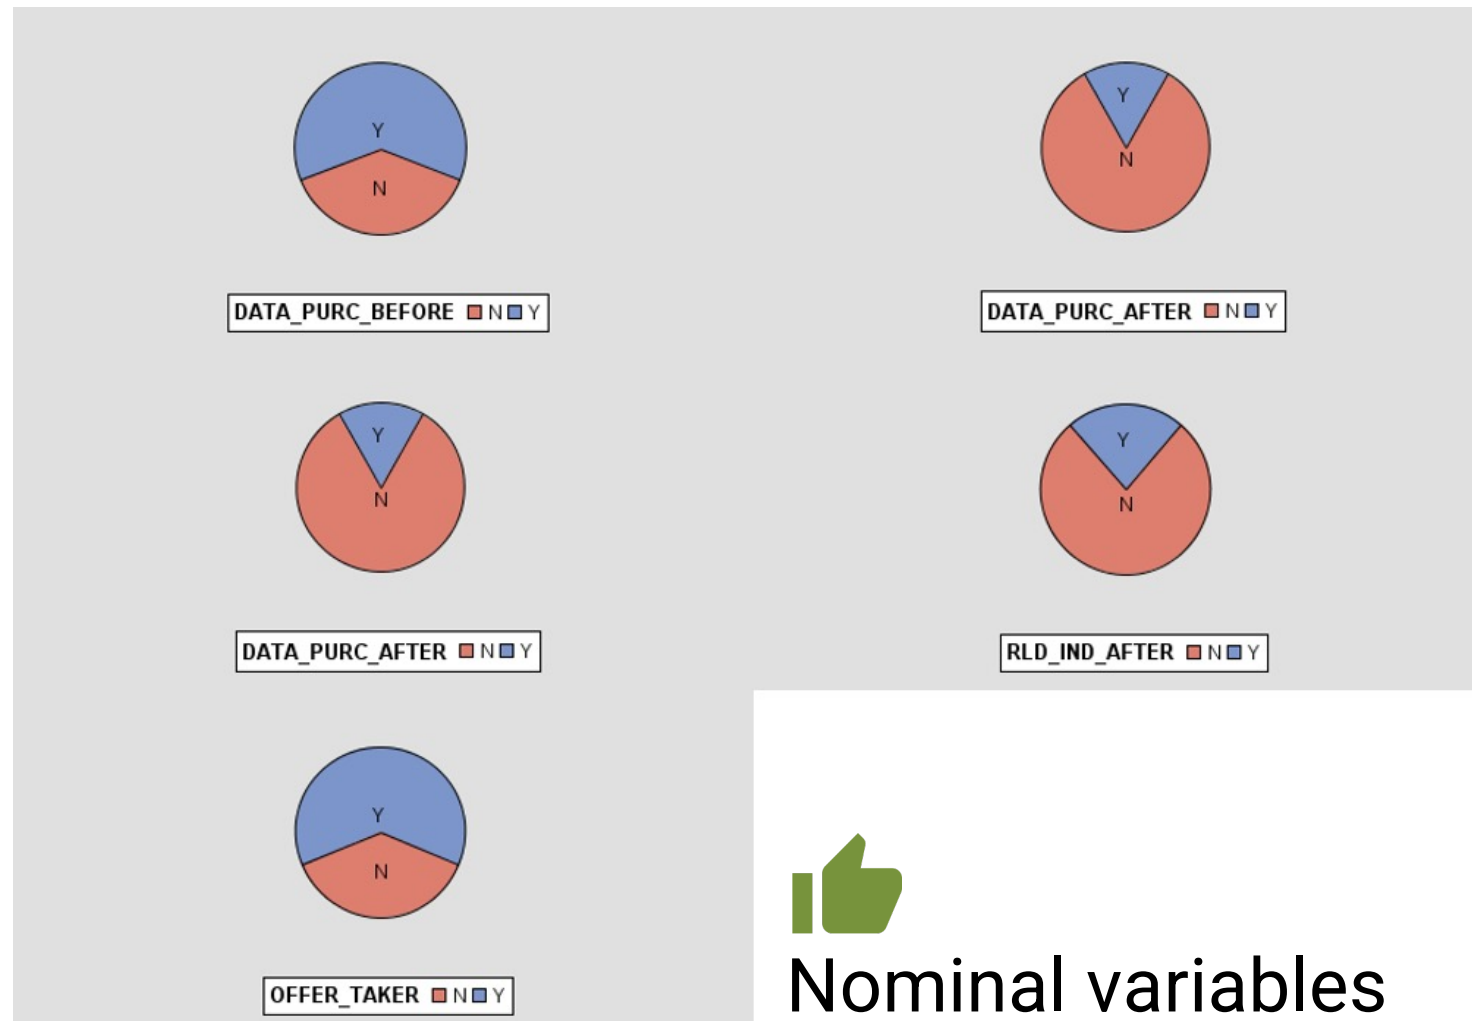 Y
N
DATA_PURC_BEFORE N Y
Y
N
DATA_PURC_AFTER N Y
Y
N
DATA_PURC_AFTER N Y
Y
N
RLD_IND_AFTER N Y
Y
N
OFFER_TAKER N Y
Nominal variables